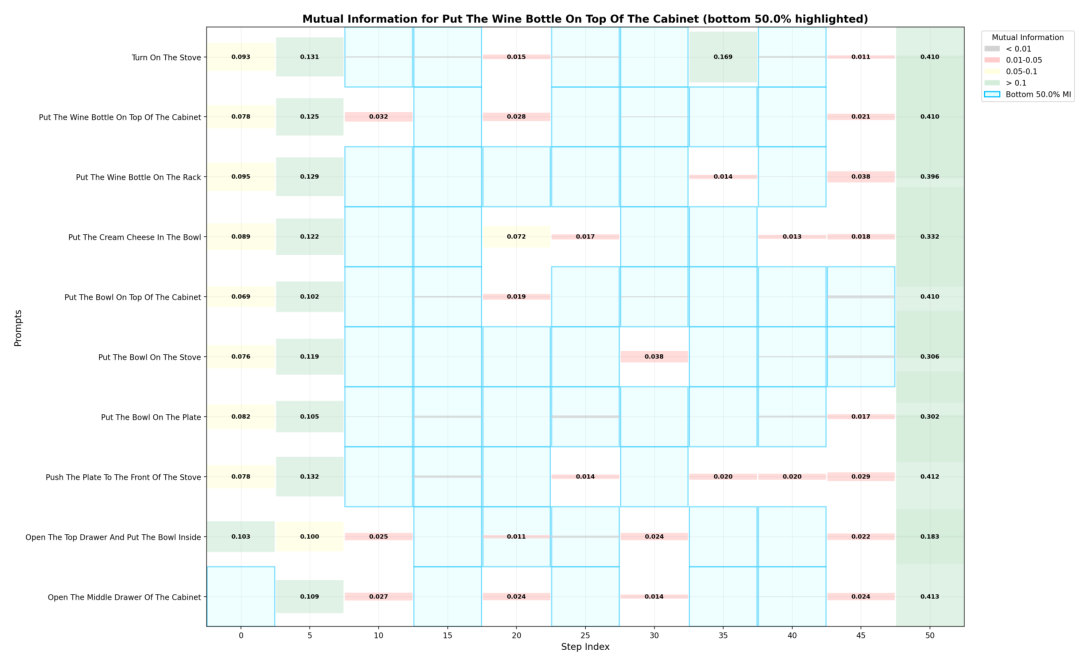 Mutual Information for Put The Wine Bottle On Top Of The Cabinet (bottom 50.0% highlighted)
Mutual Information
< 0.01
0.01-0.05
0.05-0.1
> 0.1
Bottom 50.0% MI
Prompts
Turn On The Stove 0.093 0.131 0.015 0.169 0.011 0.410
Put The Wine Bottle On Top Of The Cabinet 0.078 0.125 0.032 0.028 0.021 0.410
Put The Wine Bottle On The Rack 0.095 0.129 0.014 0.038 0.396
Put The Cream Cheese In The Bowl 0.089 0.122 0.072 0.017 0.013 0.018 0.332
Put The Bowl On Top Of The Cabinet 0.069 0.102 0.019 0.410
Put The Bowl On The Stove 0.076 0.119 0.038 0.306
Put The Bowl On The Plate 0.082 0.105 0.017 0.302
Push The Plate To The Front Of The Stove 0.078 0.132 0.014 0.020 0.020 0.029 0.412
Open The Top Drawer And Put The Bowl Inside 0.103 0.100 0.025 0.011 0.024 0.022 0.183
Open The Middle Drawer Of The Cabinet 0.109 0.027 0.024 0.014 0.024 0.413
0 5 10 15 20 25 30 35 40 45 50
Step Index